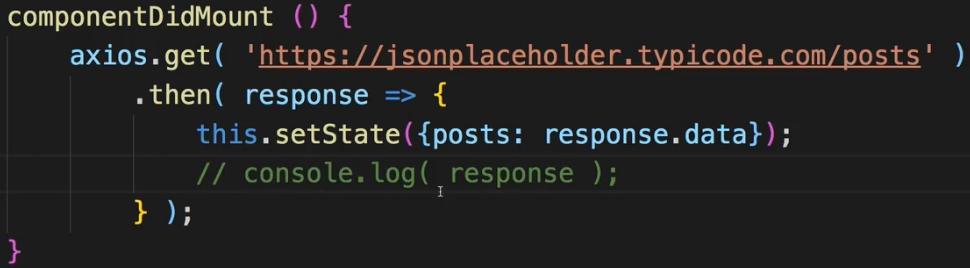 componentDidMount () {
axios.get( 'https://jsonplaceholder.typicode.com/posts' )
.then( response => {
this.setState({posts: response.data});
// console.log( response );
} );
}